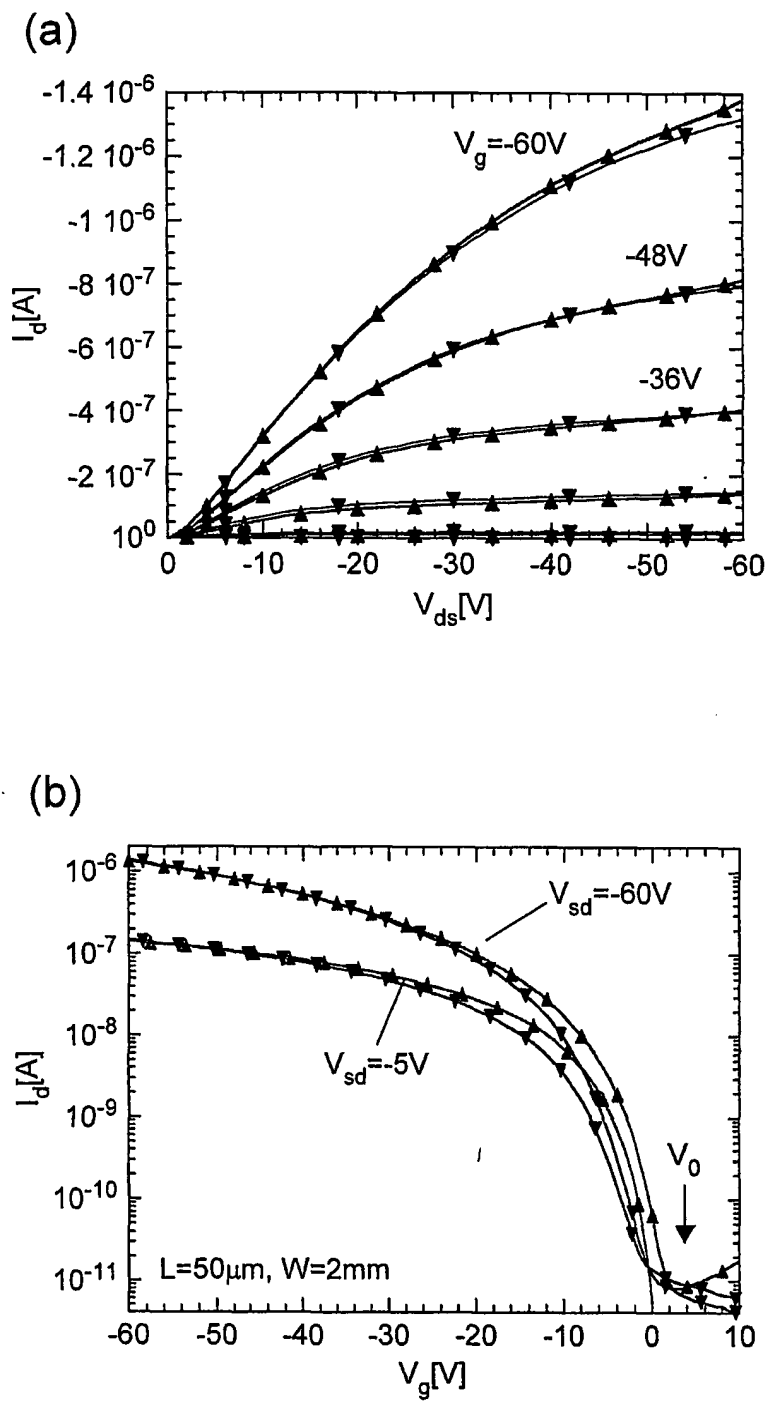 (a)
-1.4 10⁻⁶
-1.2 10⁻⁶
-1 10⁻⁶
-8 10⁻⁷
-6 10⁻⁷
-4 10⁻⁷
-2 10⁻⁷
10⁰
I_d[A]
V_g=-60V
-48V
-36V
0 -10 -20 -30 -40 -50 -60
V_ds[V]
(b)
10⁻⁶
10⁻⁷
10⁻⁸
10⁻⁹
10⁻¹⁰
10⁻¹¹
I_d[A]
V_sd=-60V
V_sd=-5V
V_0
L=50μm, W=2mm
-60 -50 -40 -30 -20 -10 0 10
V_g[V]